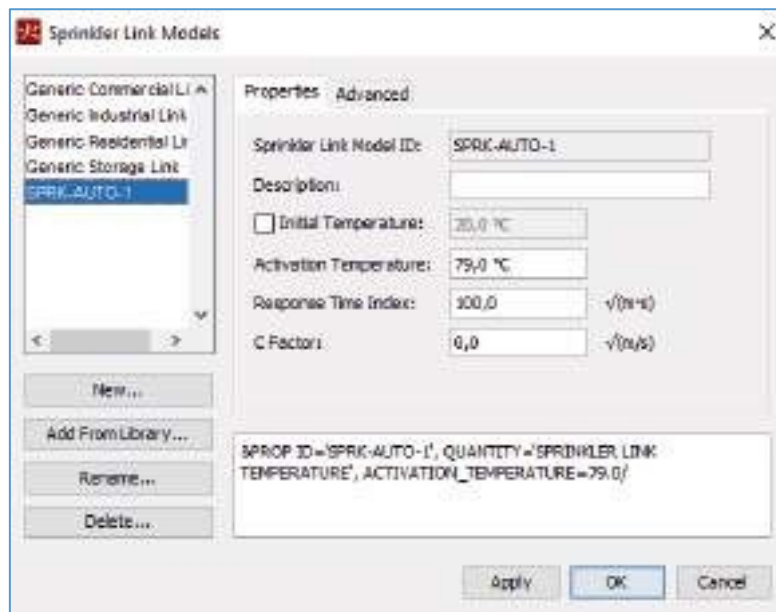 Sprinkler Link Models
Generic Commercial Li
Generic Industrial Link
Generic Residential Lir
Generic Storage Link
SPRK-AUTO-1
New...
Add From Library...
Rename...
Delete...
Properties Advanced
Sprinkler Link Model ID: SPRK-AUTO-1
Description:
Initial Temperature: 20,0 °C
Activation Temperature: 79,0 °C
Response Time Index: 100,0 √(m·s)
C Factor: 0,0 √(m/s)
&PROP ID='SPRK-AUTO-1', QUANTITY='SPRINKLER LINK
TEMPERATURE', ACTIVATION_TEMPERATURE=79.0/
Apply OK Cancel